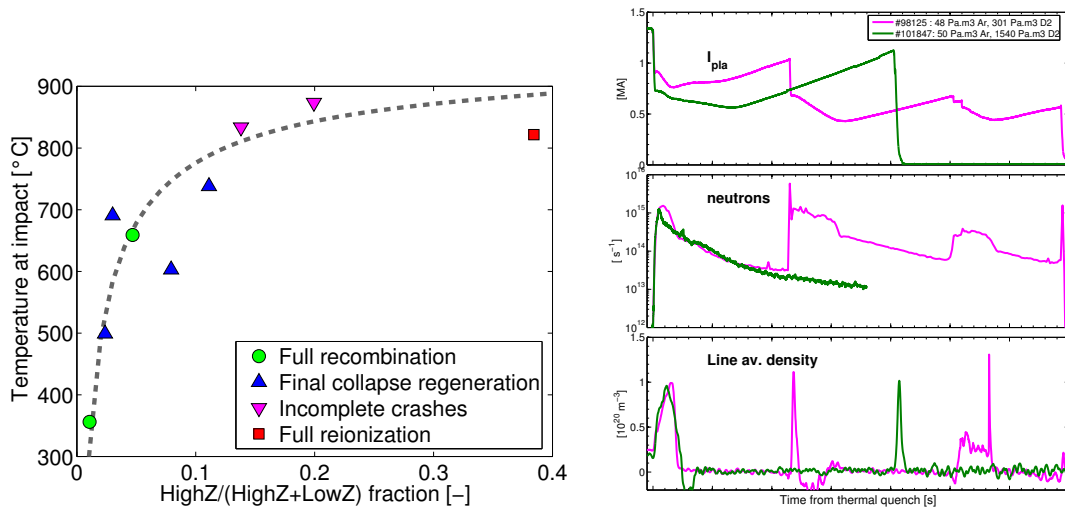 900
800
700
600
500
400
300
0
0.1
0.2
0.3
0.4
Temperature at impact [°C]
HighZ/(HighZ+LowZ) fraction [–]
Full recombination
Final collapse regeneration
Incomplete crashes
Full reionization
#98125 : 48 Pa.m3 Ar, 301 Pa.m3 D2
#101847: 50 Pa.m3 Ar, 1540 Pa.m3 D2
I_pla
[MA]
1.5
1
0.5
0
neutrons
[ s⁻¹]
10¹⁶
10¹⁵
10¹⁴
10¹³
10¹²
Line av. density
[10²⁰ m⁻³]
1.5
1
0.5
0
Time from thermal quench [s]